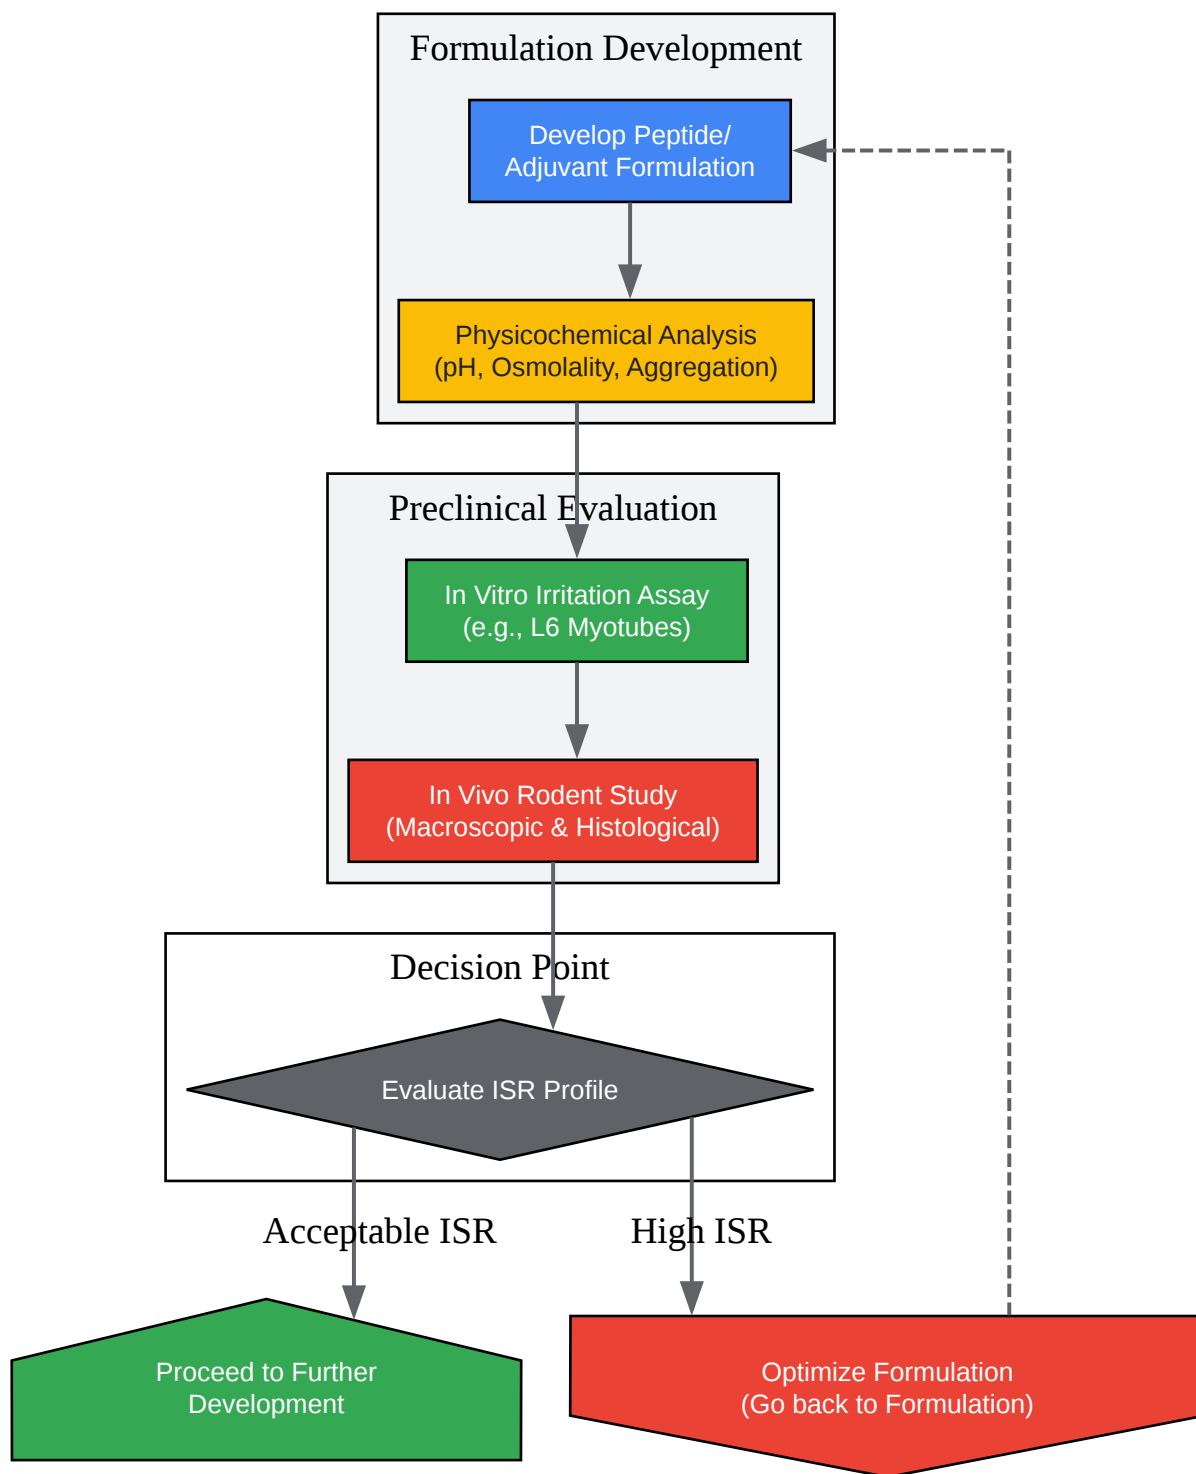 Formulation Development
Develop Peptide/
Adjuvant Formulation
Physicochemical Analysis
(pH, Osmolality, Aggregation)
Preclinical Evaluation
In Vitro Irritation Assay
(e.g., L6 Myotubes)
In Vivo Rodent Study
(Macroscopic & Histological)
Decision Point
Evaluate ISR Profile
Acceptable ISR
High ISR
Proceed to Further
Development
Optimize Formulation
(Go back to Formulation)